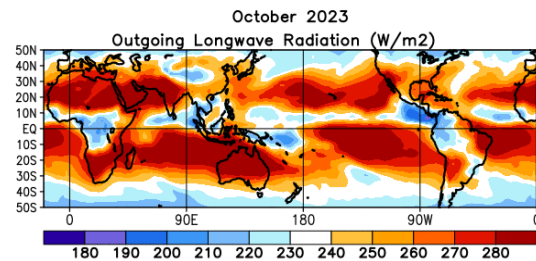 October 2023
Outgoing Longwave Radiation (W/m2)
50N
40N
30N
20N
10N
EQ
10S
20S
30S
40S
50S
0 90E 180 90W 0
180 190 200 210 220 230 240 250 260 270 280